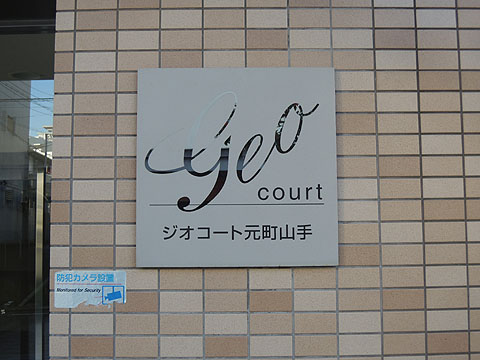 Geo
court
ジオコート元町山手
防犯カメラ設置
Monitored for Security